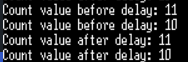 Count value before delay: 11
Count value before delay: 10
Count value after delay: 11
Count value after delay: 10